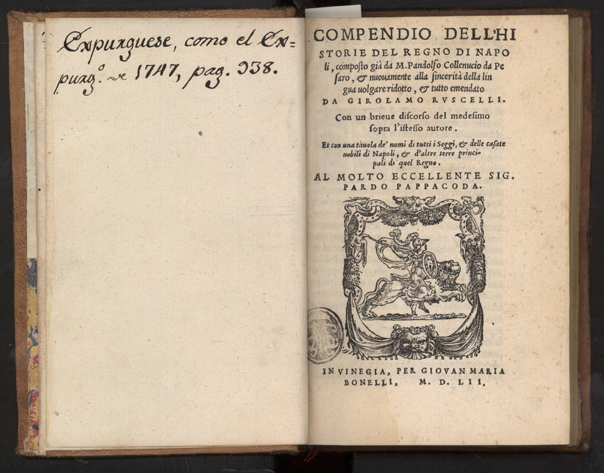 Expurguese, como el Ex-
purg.º de 1747, pag. 338.
COMPENDIO DELL'HI
STORIE DEL REGNO DI NAPO
li, composto già da M. Pandolfo Collenucio da Pe
saro, & nuouamente alla sincerità della lin
gua uolgare ridotto, & tutto emendato
DA GIROLAMO RVSCELLI.
Con un brieue discorso del medesimo
sopra l'istesso autore.
Et con una tauola de' nomi di tutti i Seggi, & delle casate
nobili di Napoli, & d'altre terre princi-
pali di quel Regno.
AL MOLTO ECCELLENTE SIG.
PARDO PAPPACODA.
IN VINEGIA, PER GIOVAN MARIA
BONELLI, M. D. LII.